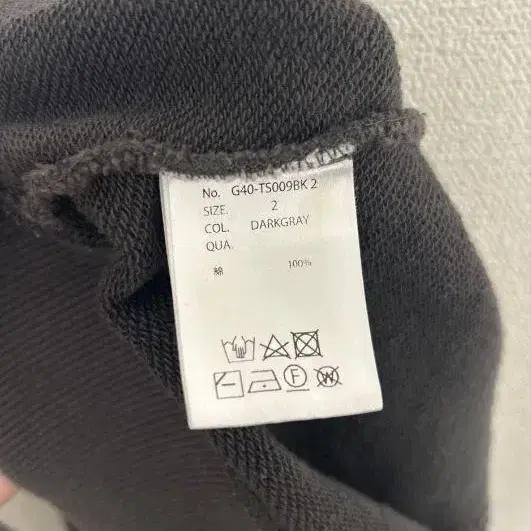 No. G40-TS009BK 2
SIZE. 2
COL. DARKGRAY
QUA.
綿 100%
F W